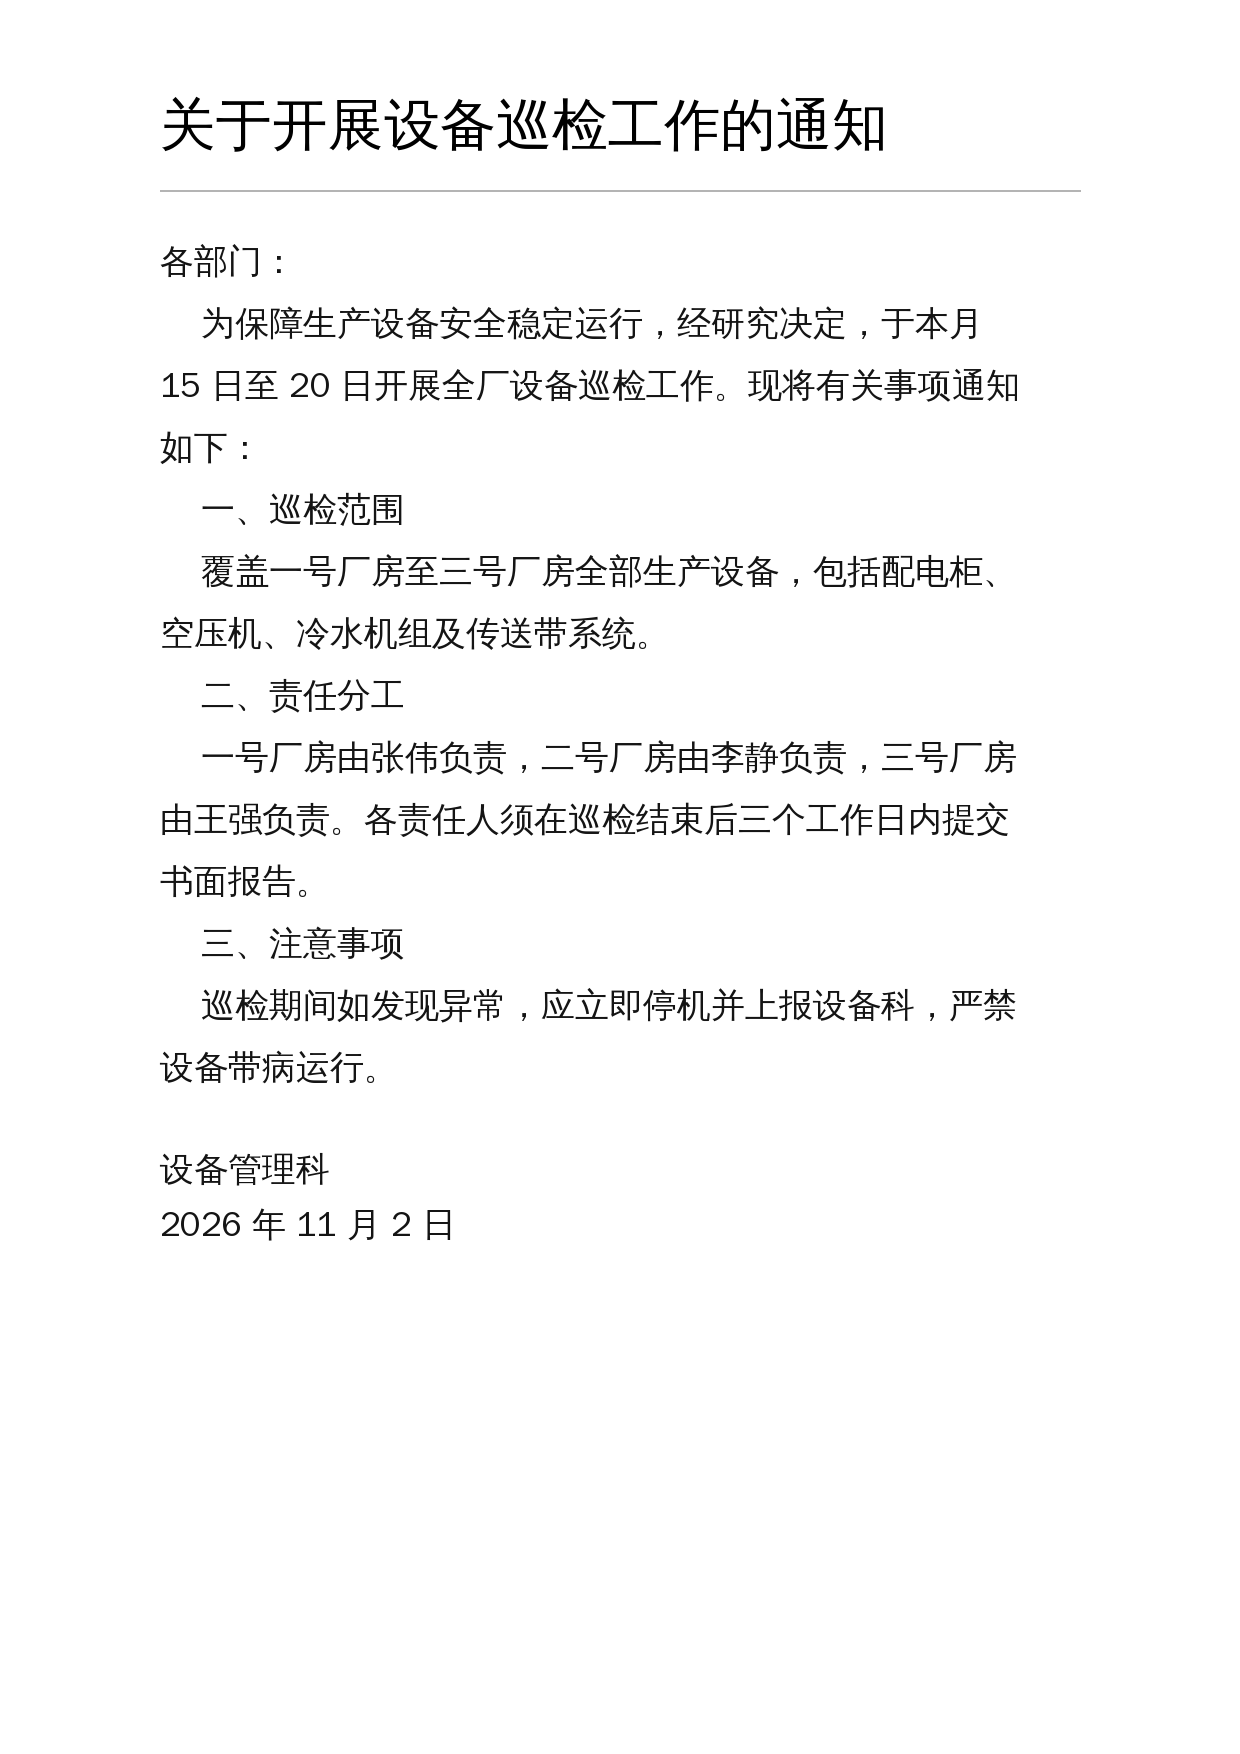 关于开展设备巡检工作的通知
各部门：
为保障生产设备安全稳定运行，经研究决定，于本月
15 日至 20 日开展全厂设备巡检工作。现将有关事项通知
如下：
一、巡检范围
覆盖一号厂房至三号厂房全部生产设备，包括配电柜、
空压机、冷水机组及传送带系统。
二、责任分工
一号厂房由张伟负责，二号厂房由李静负责，三号厂房
由王强负责。各责任人须在巡检结束后三个工作日内提交
书面报告。
三、注意事项
巡检期间如发现异常，应立即停机并上报设备科，严禁
设备带病运行。
设备管理科
2026 年 11 月 2 日